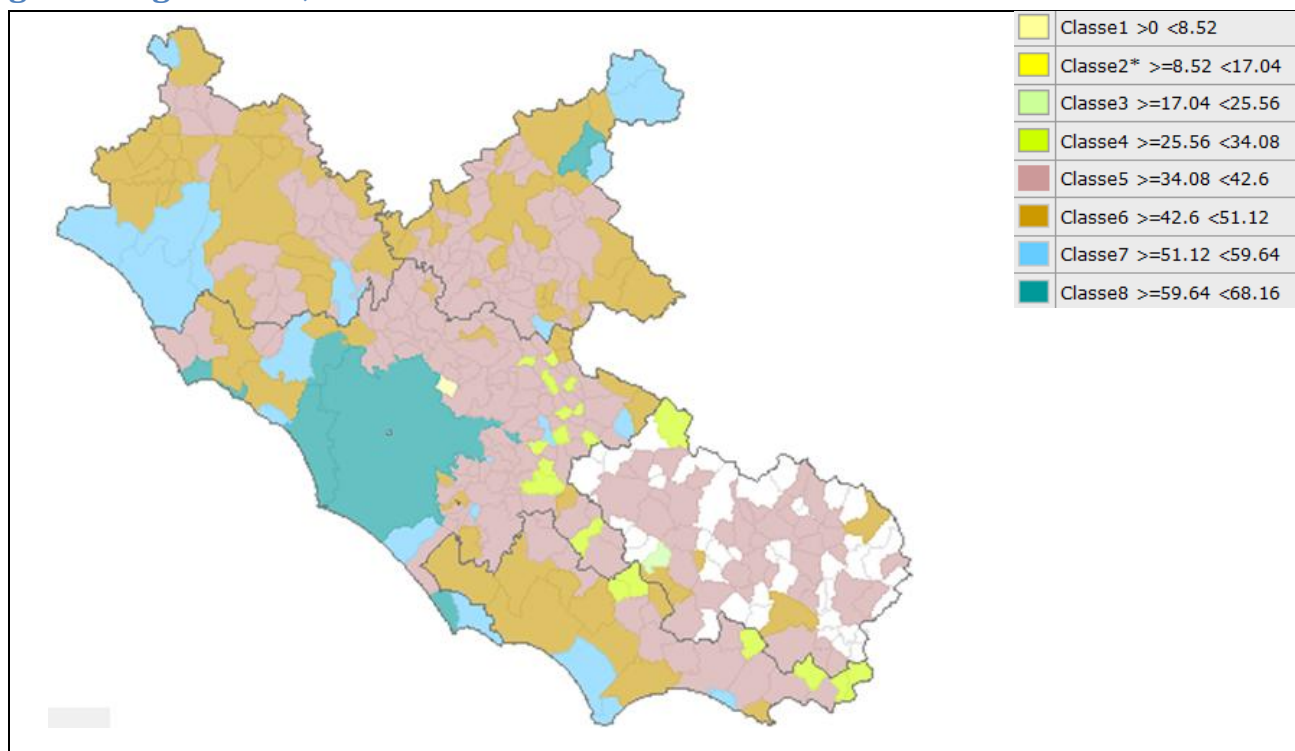 Classe1 >0 <8.52
Classe2* >=8.52 <17.04
Classe3 >=17.04 <25.56
Classe4 >=25.56 <34.08
Classe5 >=34.08 <42.6
Classe6 >=42.6 <51.12
Classe7 >=51.12 <59.64
Classe8 >=59.64 <68.16